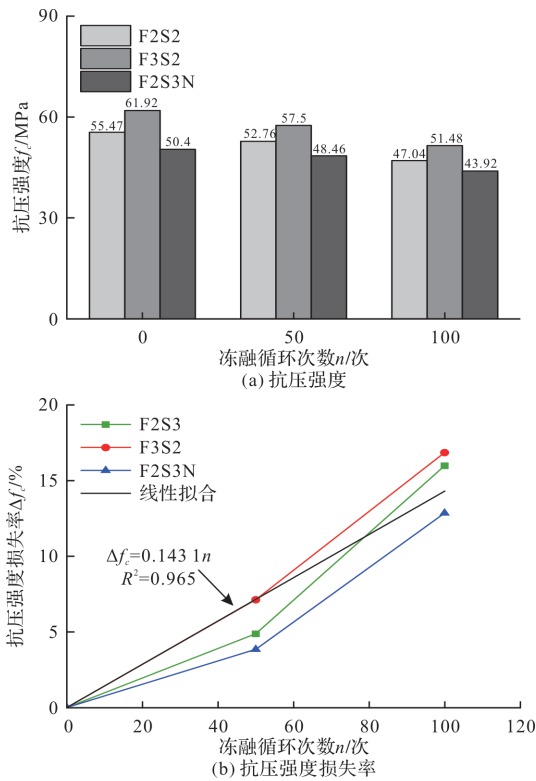 90
60
30
0
抗压强度f꜀/MPa
F2S2
F3S2
F2S3N
55.47
61.92
50.4
52.76
57.5
48.46
47.04
51.48
43.92
0 50 100
冻融循环次数n/次
(a) 抗压强度
20
15
10
5
0
抗压强度损失率Δf꜀/%
F2S3
F3S2
F2S3N
线性拟合
Δf꜀=0.143 1n
R²=0.965
0 20 40 60 80 100 120
冻融循环次数n/次
(b) 抗压强度损失率